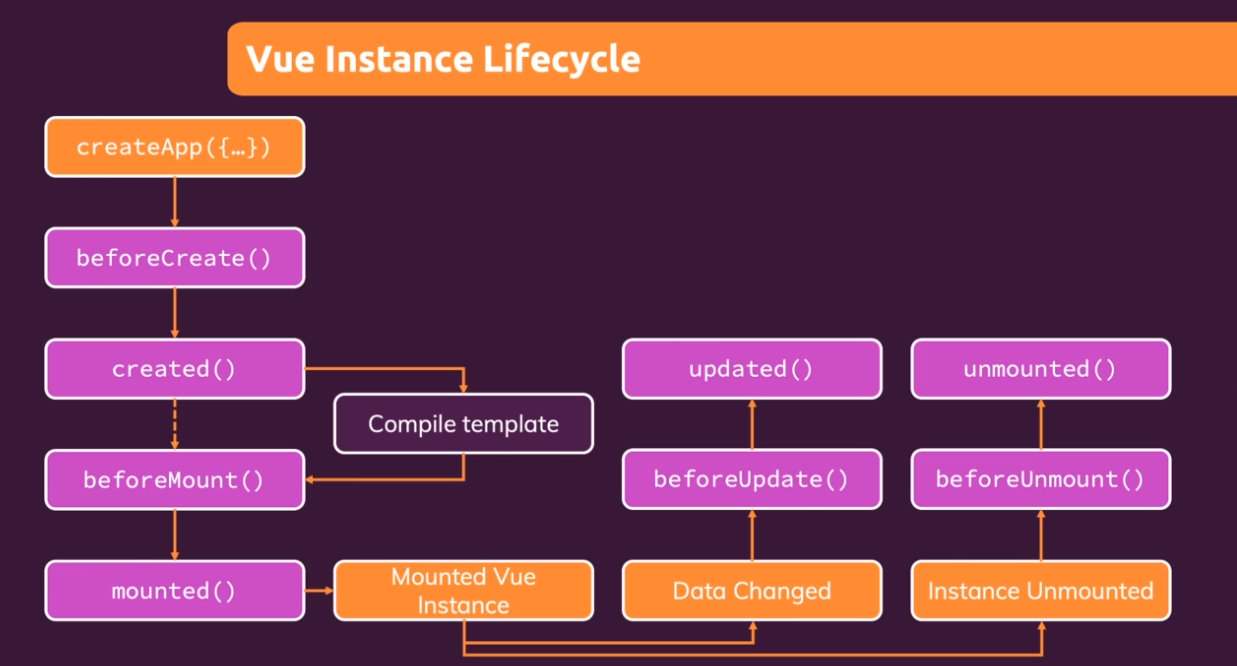 Vue Instance Lifecycle
createApp({…})
beforeCreate()
created()
Compile template
beforeMount()
mounted()
Mounted Vue
Instance
updated()
beforeUpdate()
Data Changed
unmounted()
beforeUnmount()
Instance Unmounted